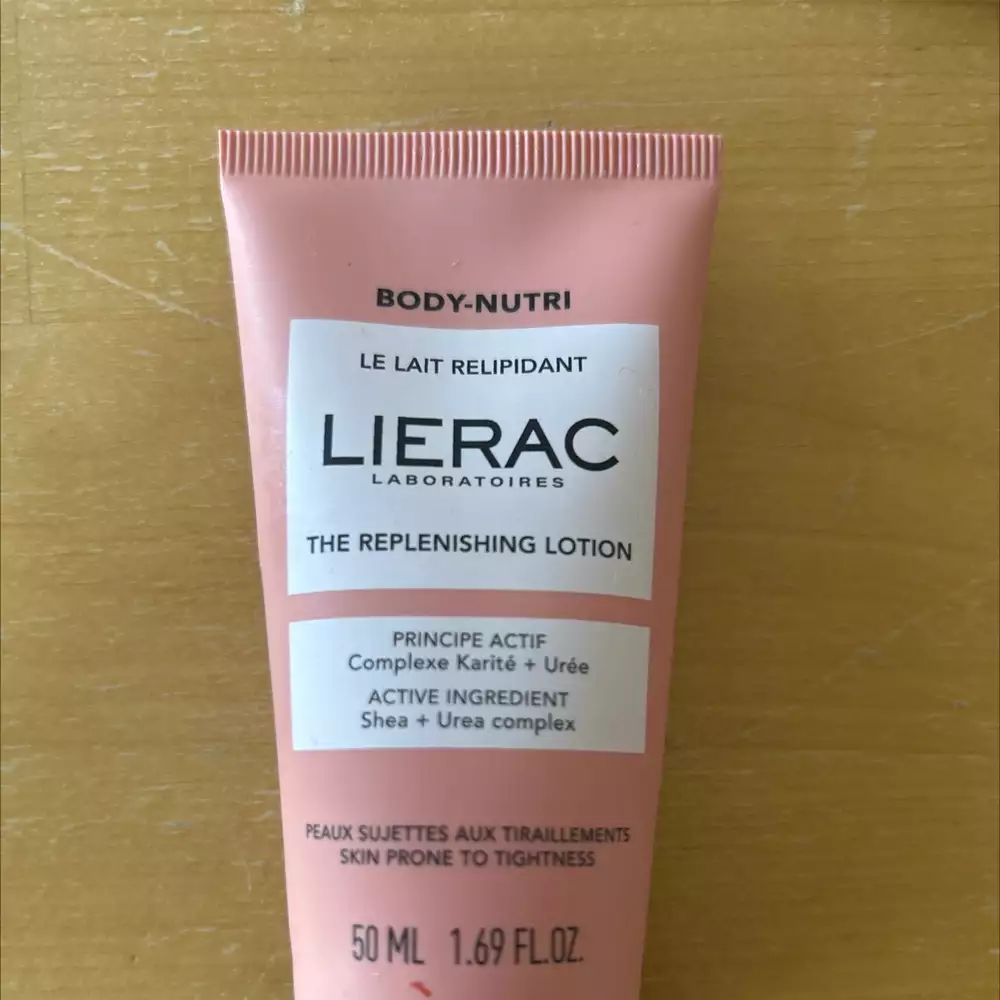 BODY-NUTRI
LE LAIT RELIPIDANT
LIERAC
LABORATOIRES
THE REPLENISHING LOTION
PRINCIPE ACTIF
Complexe Karité + Urée
ACTIVE INGREDIENT
Shea + Urea complex
PEAUX SUJETTES AUX TIRAILLEMENTS
SKIN PRONE TO TIGHTNESS
50 ML 1.69 FL.OZ.